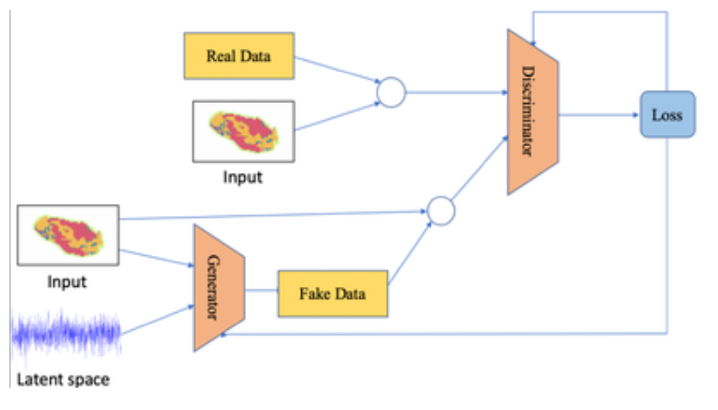 Real Data
Discriminator
Loss
Input
Input
Generator
Fake Data
Latent space